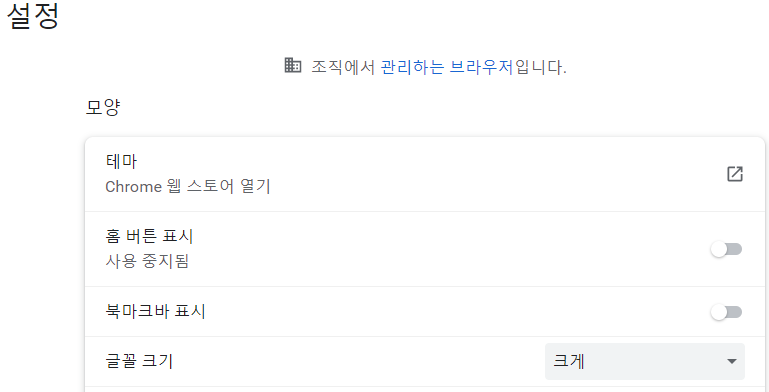 설정
조직에서 관리하는 브라우저입니다.
모양
테마
Chrome 웹 스토어 열기
홈 버튼 표시
사용 중지됨
북마크바 표시
글꼴 크기 크게